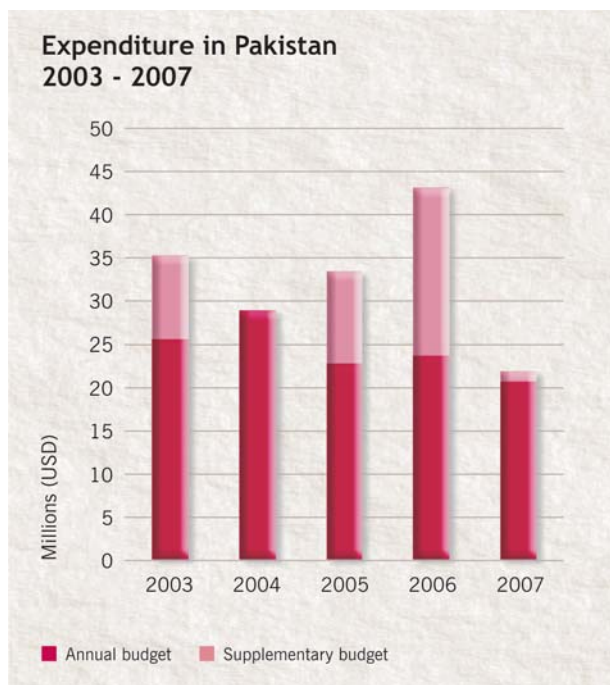 Expenditure in Pakistan
2003 - 2007
50
45
40
35
30
25
20
15
10
5
0
Millions (USD)
2003 2004 2005 2006 2007
Annual budget Supplementary budget